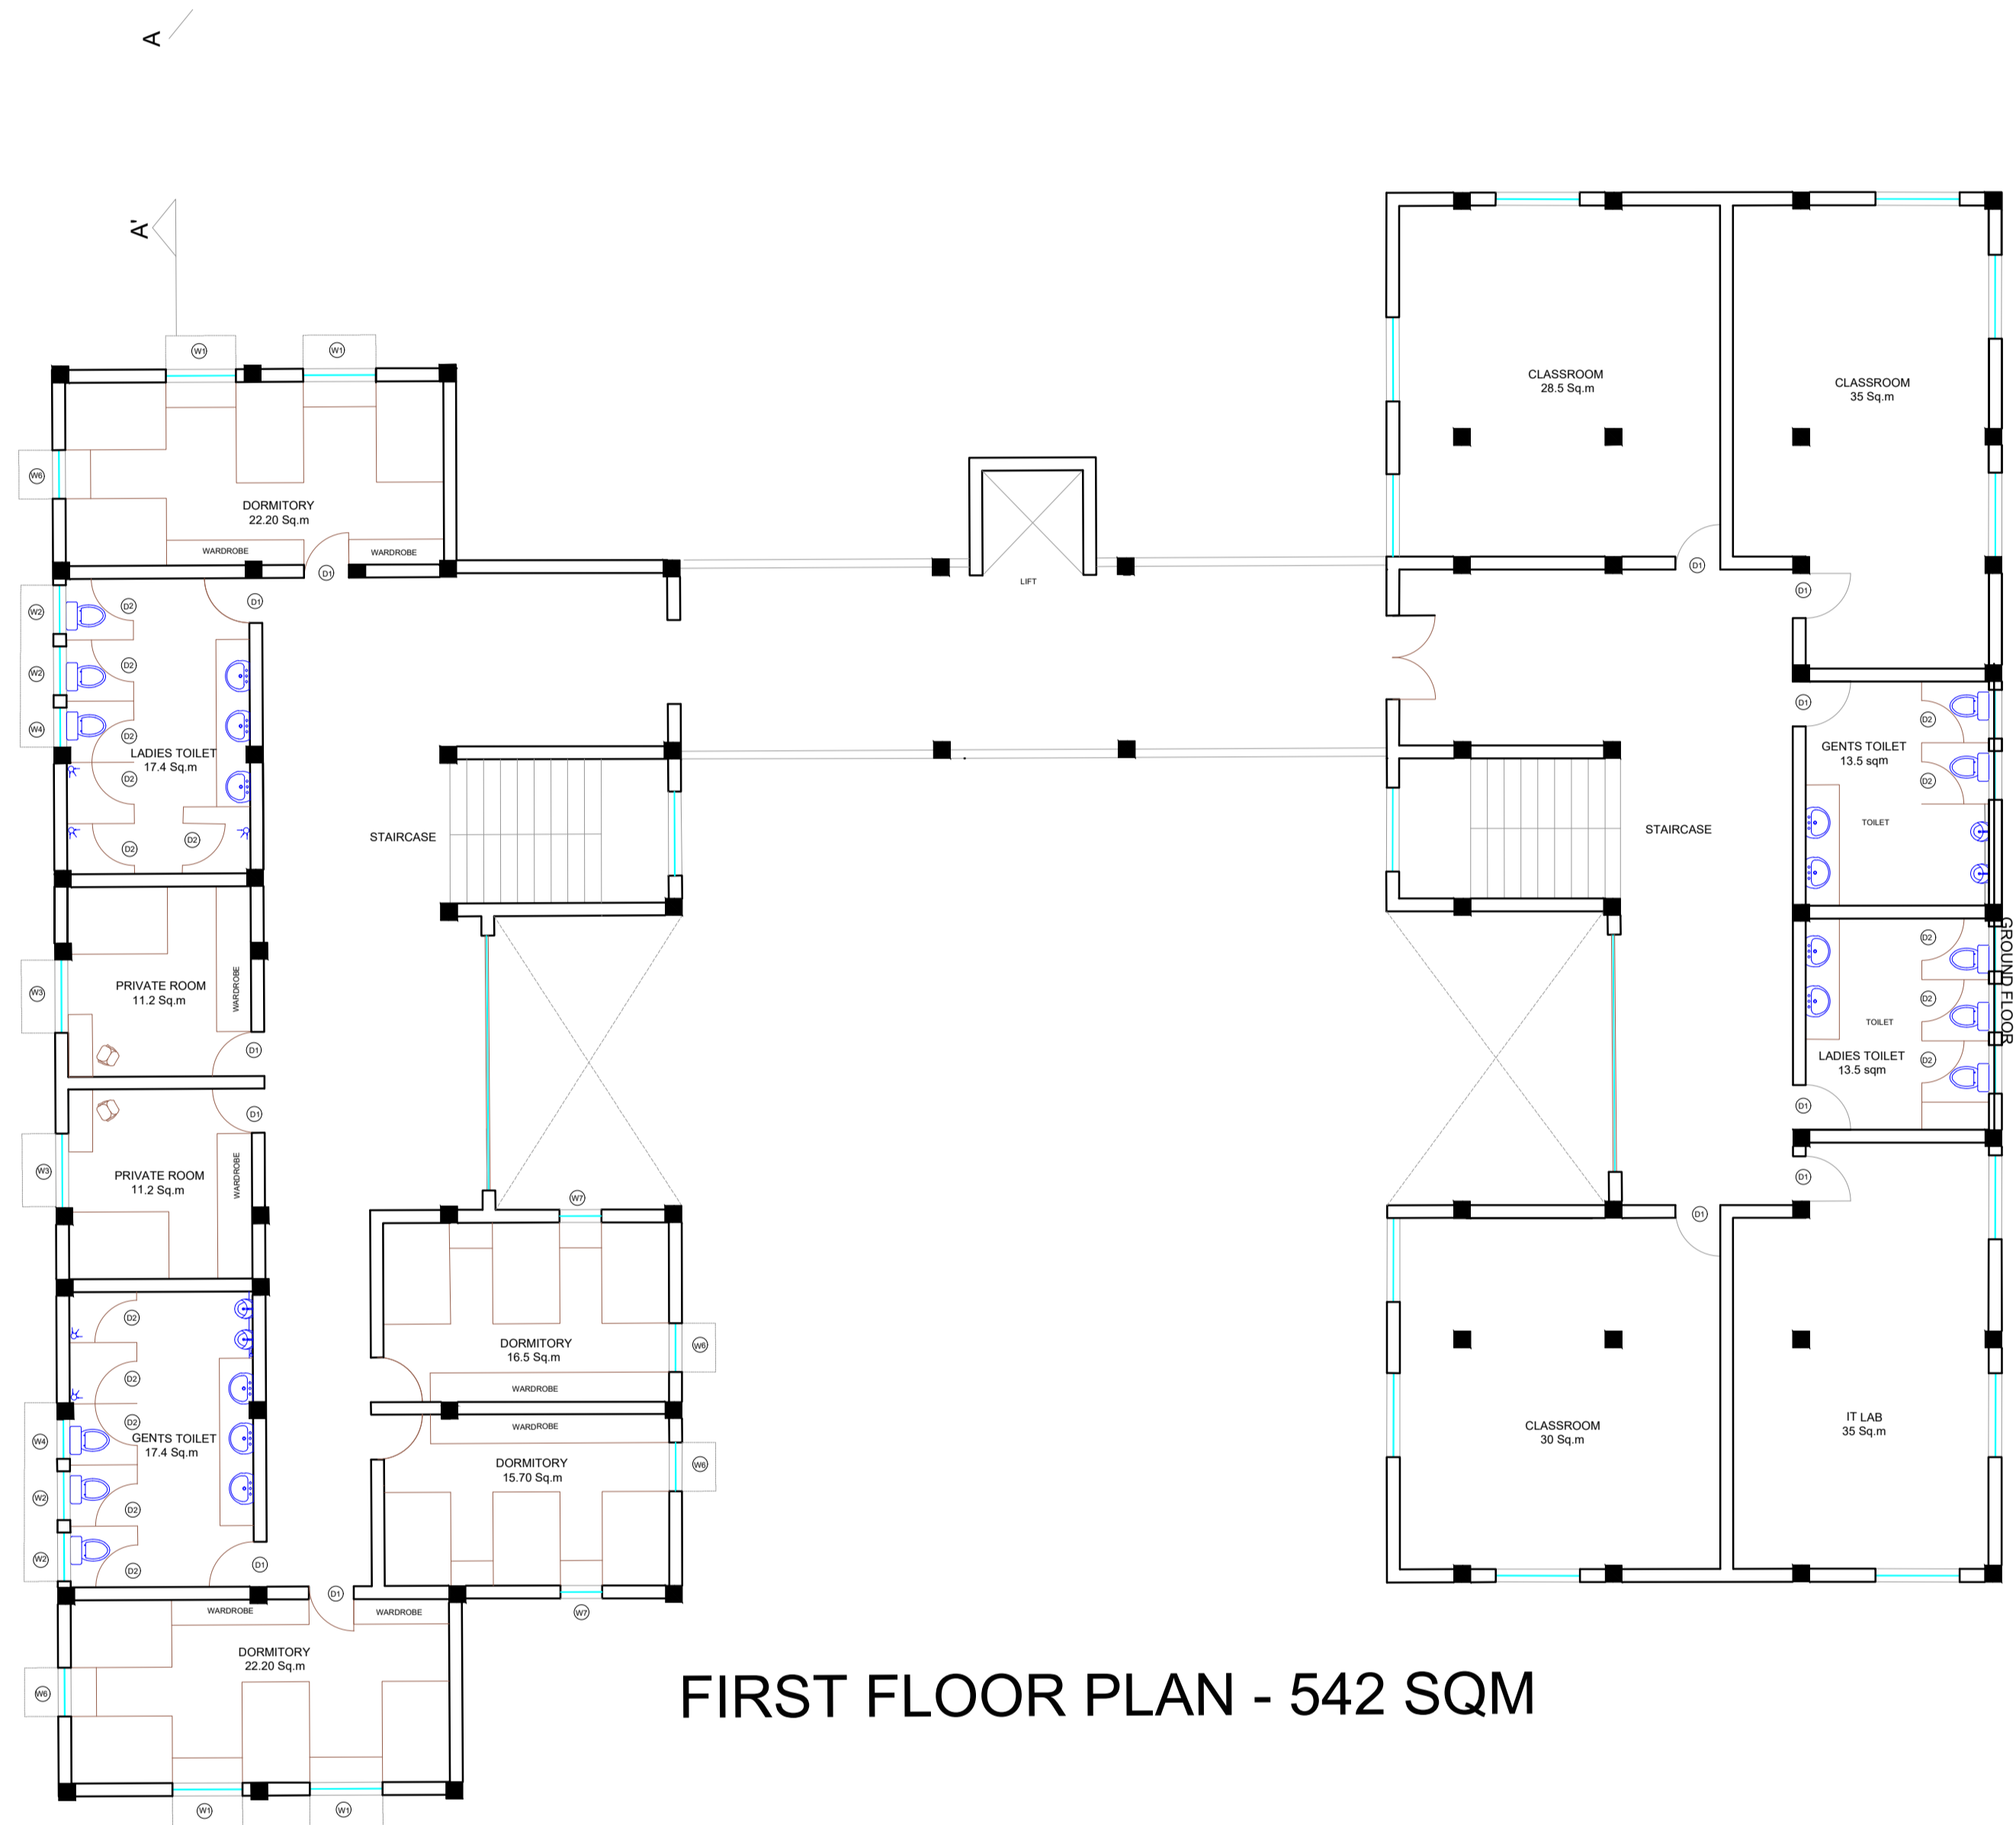 A
A'
W1
W1
W6
DORMITORY
22.20 Sq.m
WARDROBE
WARDROBE
D1
W2
D2
D1
W2
D2
W4
D2
LADIES TOILET
17.4 Sq.m
D2
D2
D2
STAIRCASE
PRIVATE ROOM
11.2 Sq.m
WARDROBE
W3
D1
D1
W3
PRIVATE ROOM
11.2 Sq.m
WARDROBE
D2
D2
D2
GENTS TOILET
17.4 Sq.m
W4
W2
D2
W2
D2
D1
D1
WARDROBE
WARDROBE
DORMITORY
22.20 Sq.m
W6
W1
W1
W7
DORMITORY
16.5 Sq.m
W6
WARDROBE
WARDROBE
DORMITORY
15.70 Sq.m
W6
W7
LIFT
CLASSROOM
28.5 Sq.m
CLASSROOM
35 Sq.m
D1
D1
D1
D2
GENTS TOILET
13.5 sqm
D2
TOILET
STAIRCASE
D2
GROUND FLOOR
D2
TOILET
LADIES TOILET
13.5 sqm
D2
D1
D1
D1
CLASSROOM
30 Sq.m
IT LAB
35 Sq.m
FIRST FLOOR PLAN - 542 SQM